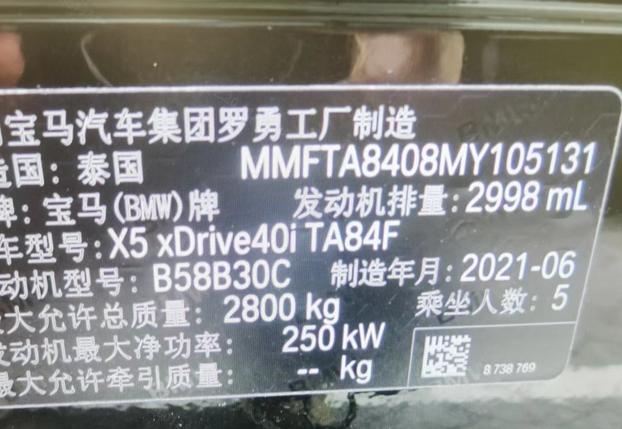 宝马汽车集团罗勇工厂制造
造国: 泰国 MMFTA8408MY105131
牌: 宝马(BMW)牌 发动机排量: 2998 mL
车型号: X5 xDrive40i TA84F
动机型号: B58B30C 制造年月: 2021-06
大允许总质量: 2800 kg 乘坐人数: 5
发动机最大净功率: 250 kW
最大允许牵引质量: -- kg
8 738 769